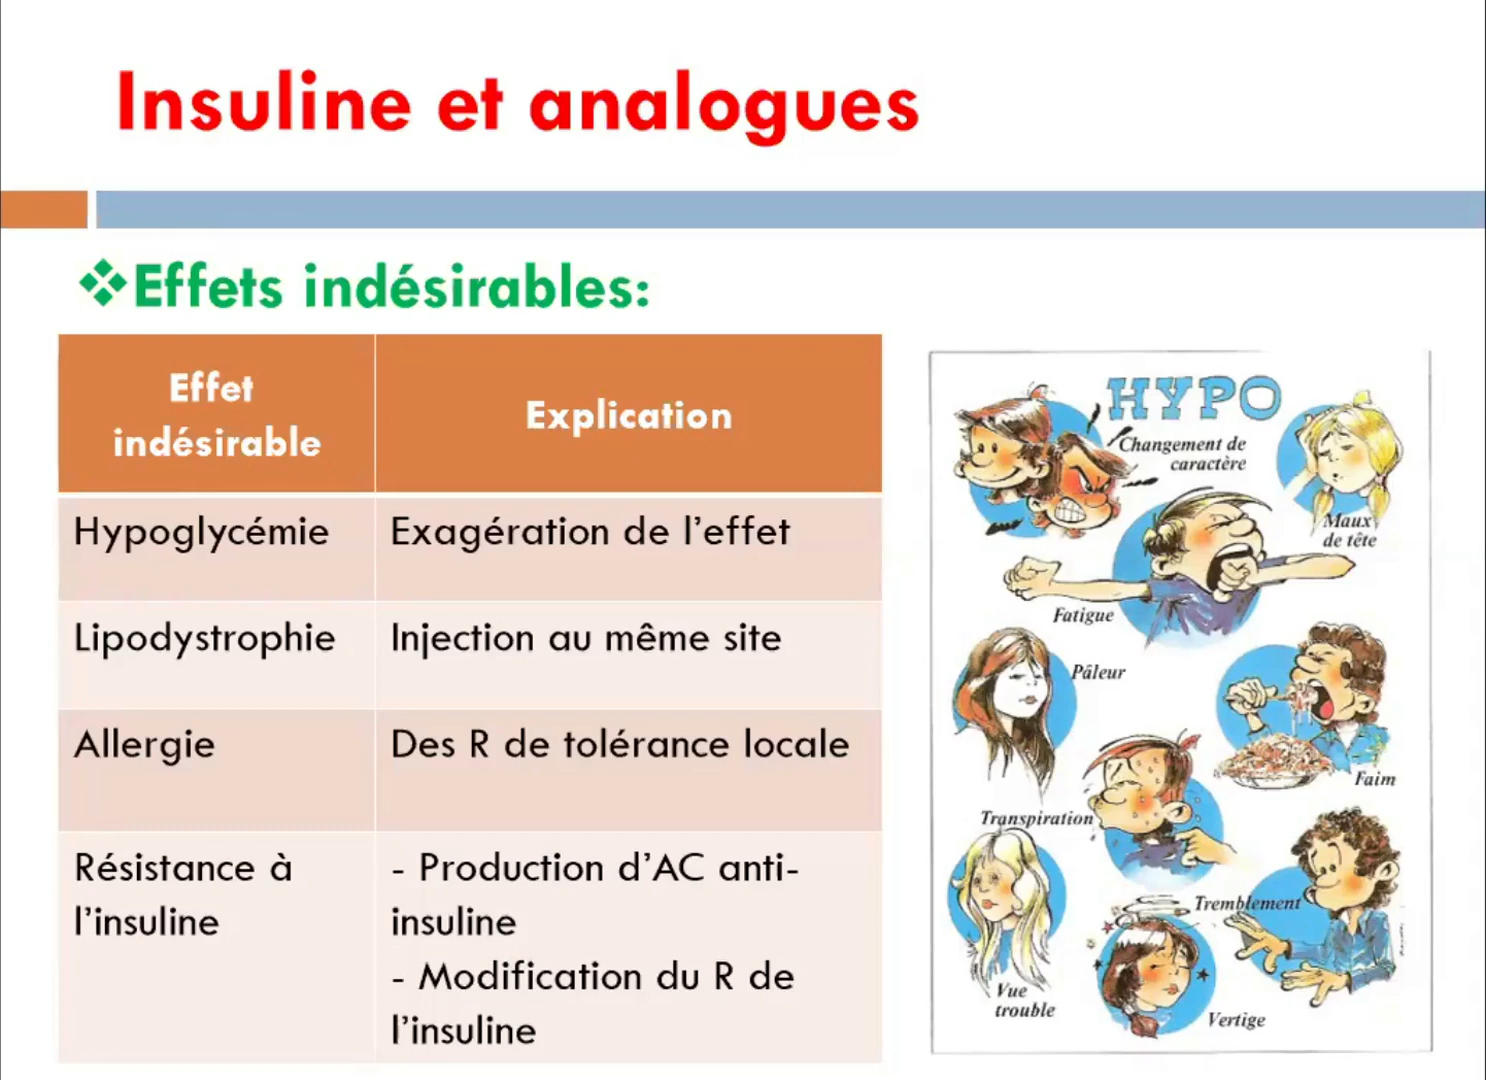 Insuline et analogues
❖Effets indésirables:
Effet
indésirable
Explication
Hypoglycémie
Exagération de l'effet
Lipodystrophie
Injection au même site
Allergie
Des R de tolérance locale
Résistance à
l'insuline
- Production d'AC anti-
insuline
- Modification du R de
l'insuline
HYPO
Changement de
caractère
Maux
de tête
Fatigue
Pâleur
Faim
Transpiration
Tremblement
Vue
trouble
Vertige